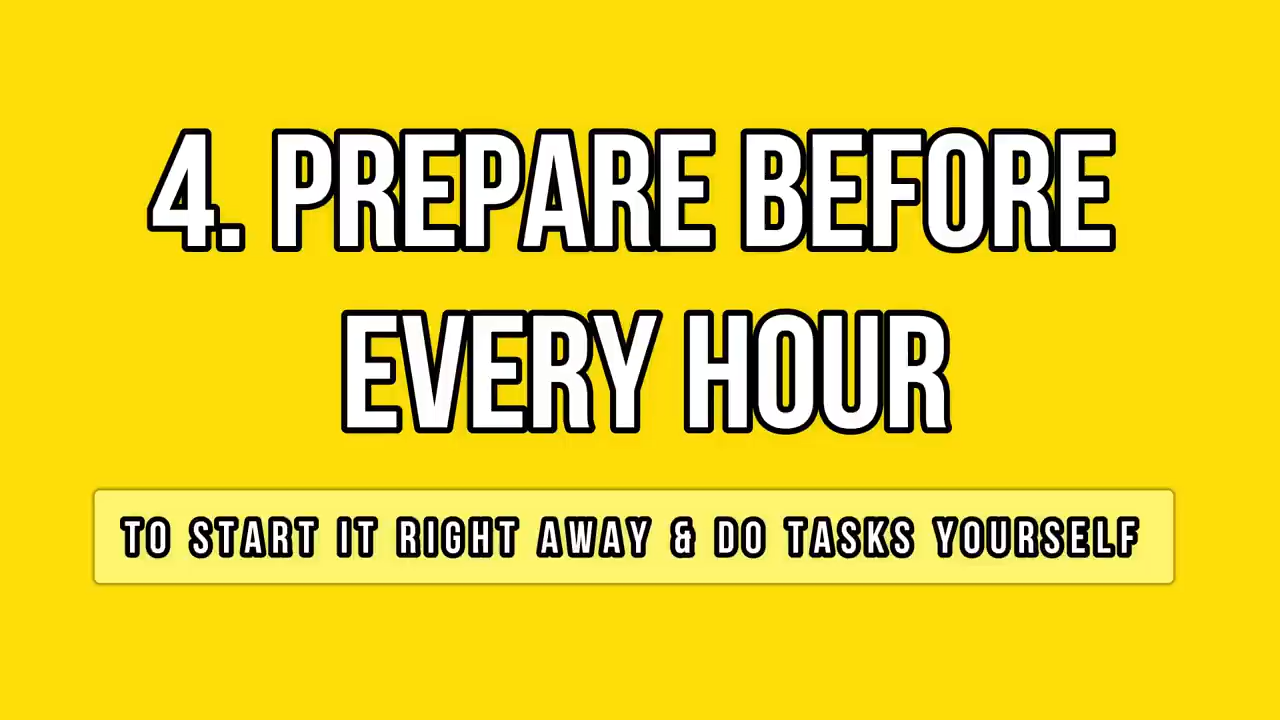 4. PREPARE BEFORE
EVERY HOUR
TO START IT RIGHT AWAY & DO TASKS YOURSELF